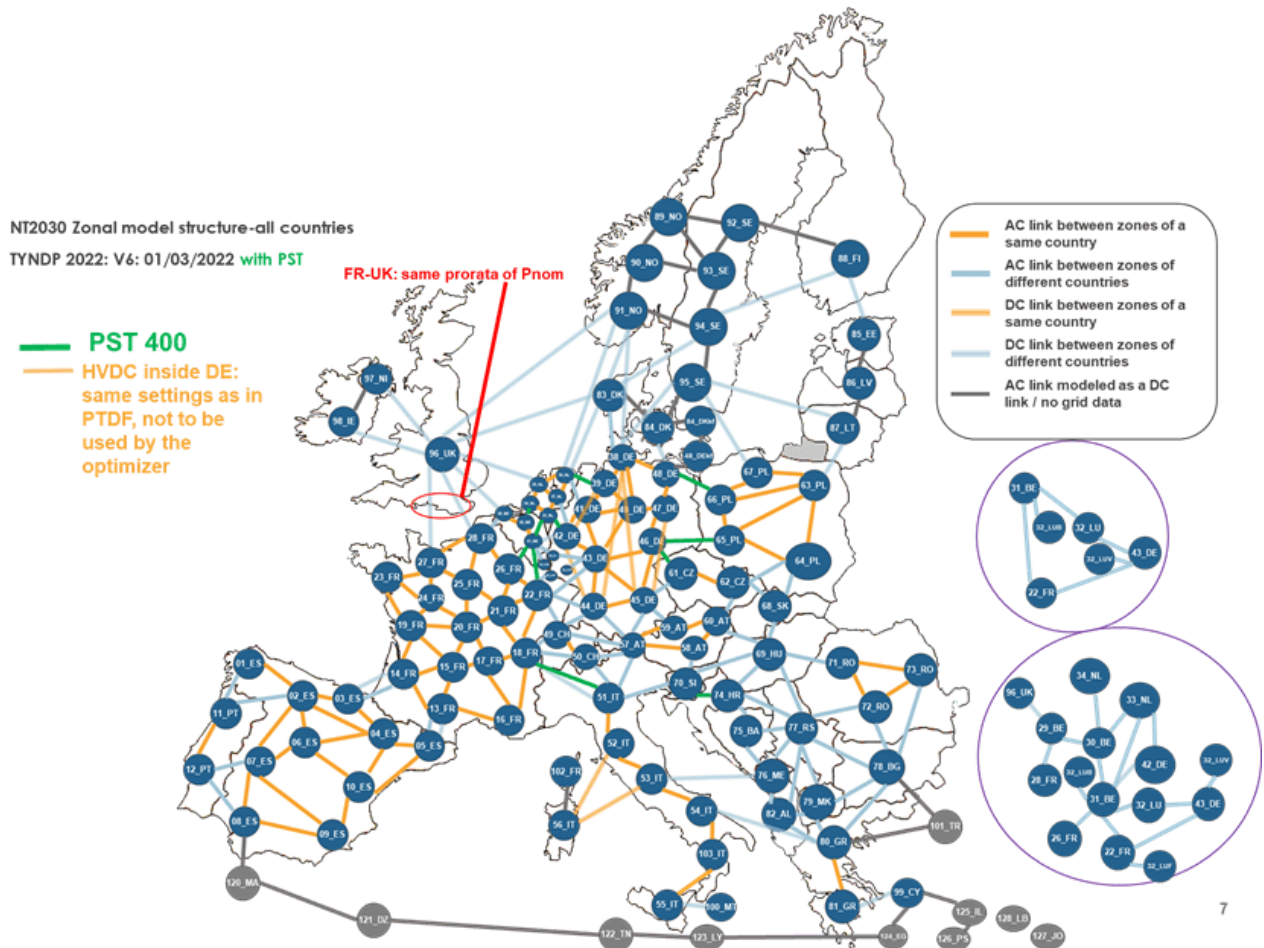 NT2030 Zonal model structure-all countries
TYNDP 2022: V6: 01/03/2022 with PST
FR-UK: same prorata of Pnom
PST 400
HVDC inside DE:
same settings as in
PTDF, not to be
used by the
optimizer
AC link between zones of a
same country
AC link between zones of
different countries
DC link between zones of a
same country
DC link between zones of
different countries
AC link modeled as a DC
link / no grid data
89_NO
92_SE
90_NO
93_SE
88_FI
91_NO
94_SE
85_EE
86_LV
97_NI
95_SE
83_DK
98_IE
84_DK
84_DKkf
87_LT
96_UK
38_DE
48_DEkf
48_DE
67_PL
39_DE
63_PL
66_PL
41_DE
47_DE
28_FR
42_DE
65_PL
43_DE
64_PL
27_FR
26_FR
61_CZ
62_CZ
23_FR
25_FR
22_FR
24_FR
21_FR
44_DE
45_DE
68_SK
19_FR
20_FR
49_CH
59_AT
60_AT
57_AT
58_AT
18_FR
50_CH
69_HU
01_ES
14_FR
15_FR
17_FR
71_RO
73_RO
70_SI
02_ES
03_ES
51_IT
74_HR
72_RO
11_PT
13_FR
16_FR
75_BA
77_RS
04_ES
06_ES
05_ES
52_IT
12_PT
07_ES
102_FR
53_IT
76_ME
78_BG
10_ES
79_MK
08_ES
09_ES
56_IT
54_IT
82_AL
80_GR
101_TR
103_IT
120_MA
55_IT
100_MT
81_GR
99_CY
121_DZ
122_TN
123_LY
124_EG
125_IL
126_PS
128_LB
127_JO
31_BE
32_LUB
32_LU
32_LUV
43_DE
22_FR
34_NL
96_UK
33_NL
29_BE
30_BE
28_FR
32_LUB
42_DE
32_LUV
31_BE
32_LU
43_DE
26_FR
22_FR
32_LUF
7